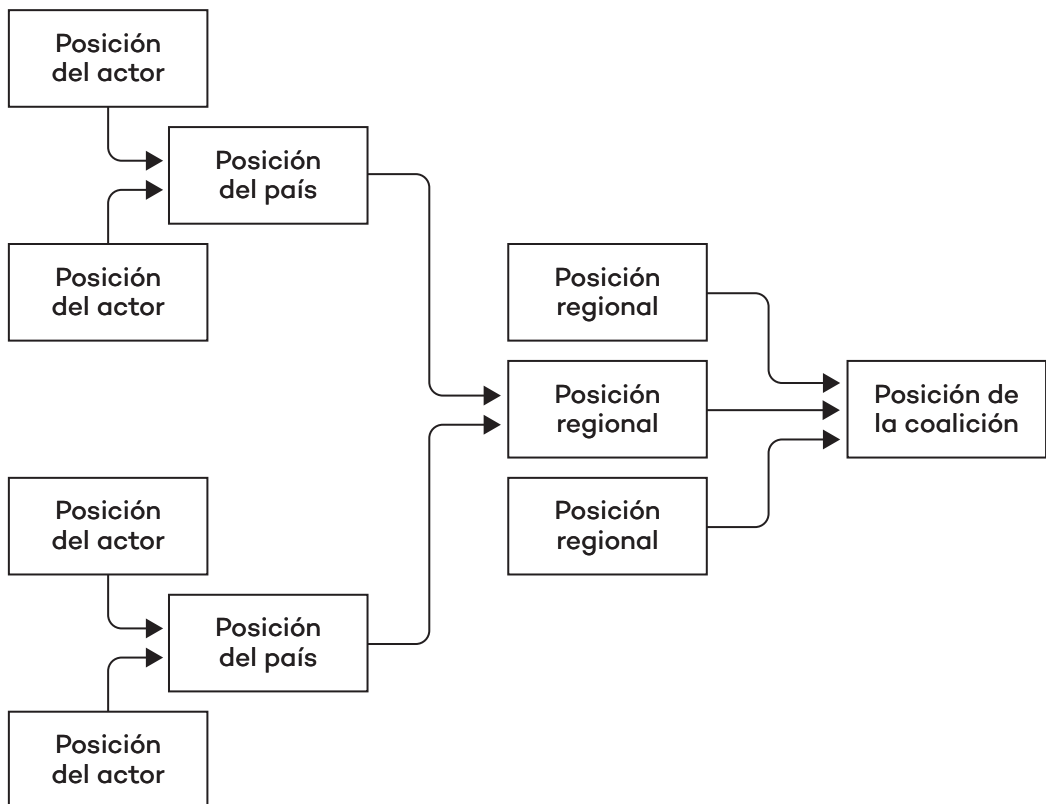 Posición
del actor
Posición
del país
Posición
del actor
Posición
regional
Posición
regional
Posición de
la coalición
Posición
regional
Posición
del actor
Posición
del país
Posición
del actor